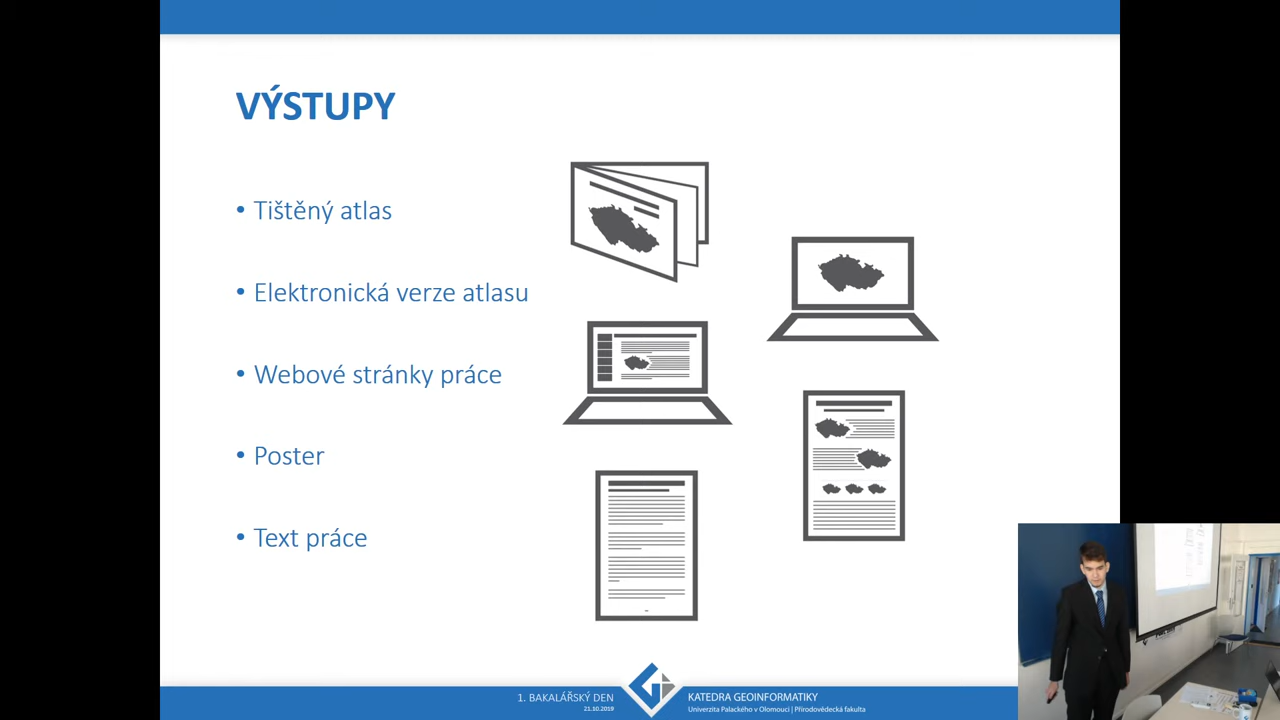 VÝSTUPY
• Tištěný atlas
• Elektronická verze atlasu
• Webové stránky práce
• Poster
• Text práce
1. BAKALÁŘSKÝ DEN
21.10.2019
KATEDRA GEOINFORMATIKY
Univerzita Palackého v Olomouci | Přírodovědecká fakulta